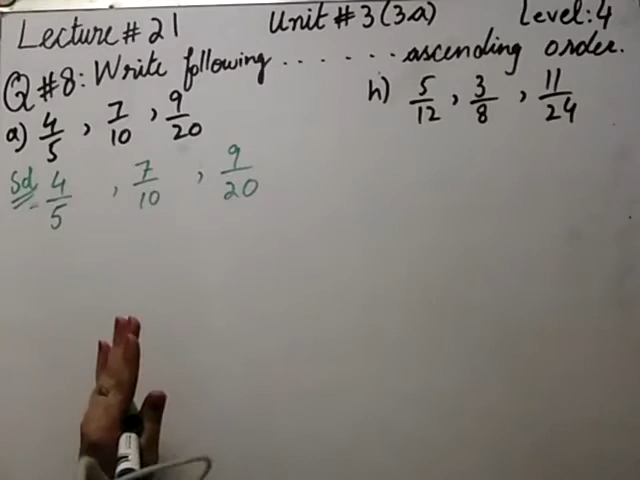 Lecture # 21 Unit # 3 (3a) Level: 4
Q #8: Write following . . . . . . ascending order.
a) 4/5 , 7/10 , 9/20 h) 5/12 , 3/8 , 11/24
Sol 4/5 , 7/10 , 9/20